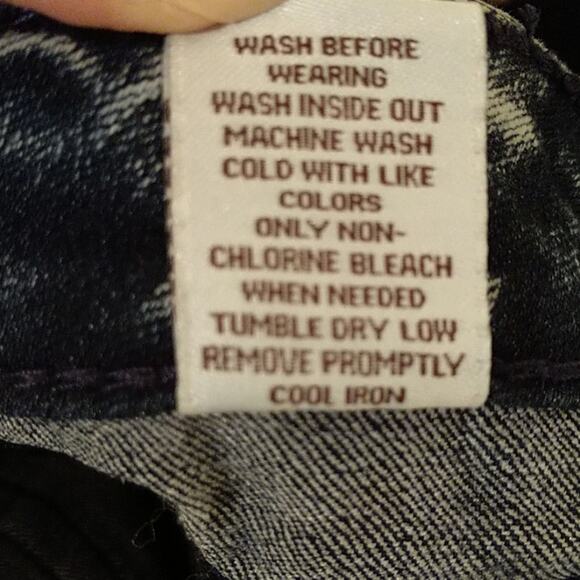 WASH BEFORE
WEARING
WASH INSIDE OUT
MACHINE WASH
COLD WITH LIKE
COLORS
ONLY NON-
CHLORINE BLEACH
WHEN NEEDED
TUMBLE DRY LOW
REMOVE PROMPTLY
COOL IRON